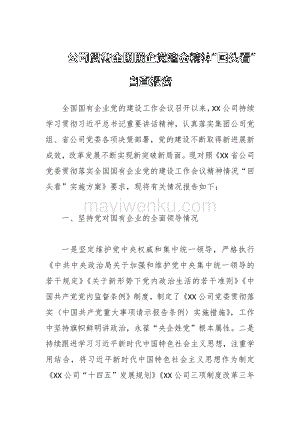 公司贯彻全国国企党建会精神“回头看”
自查报告
全国国有企业党的建设工作会议召开以来，XX公司持续
学习贯彻习近平总书记重要讲话精神，认真落实集团公司党
组、省公司党委各项决策部署，党的建设不断取得新进展新
成效，改革发展不断实现新突破新局面。现对照《XX省公司
党委贯彻落实全国国有企业党的建设工作会议精神情况“回
头看”实施方案》要求，现将有关情况报告如下：
一、坚持党对国有企业的全面领导情况
一是坚定维护党中央权威和集中统一领导，严格执行
《中共中央政治局关于加强和维护党中央集中统一领导的
若干规定》《关于新形势下党的政治生活的若干准则》《中
国共产党党内监督条例》制度，制定了《XX公司党委贯彻落
实〈中国共产党重大事项请示报告条例〉实施措施》，工作
中坚持旗帜鲜明讲政治，永葆“央企姓党”根本属性。二是
持续跟进学习习近平新时代中国特色社会主义思想，注重学
用结合，将习近平新时代中国特色社会主义思想作为制定
《XX公司“十四五”发展规划》《XX公司三项制度改革三年
mayiwenku.com